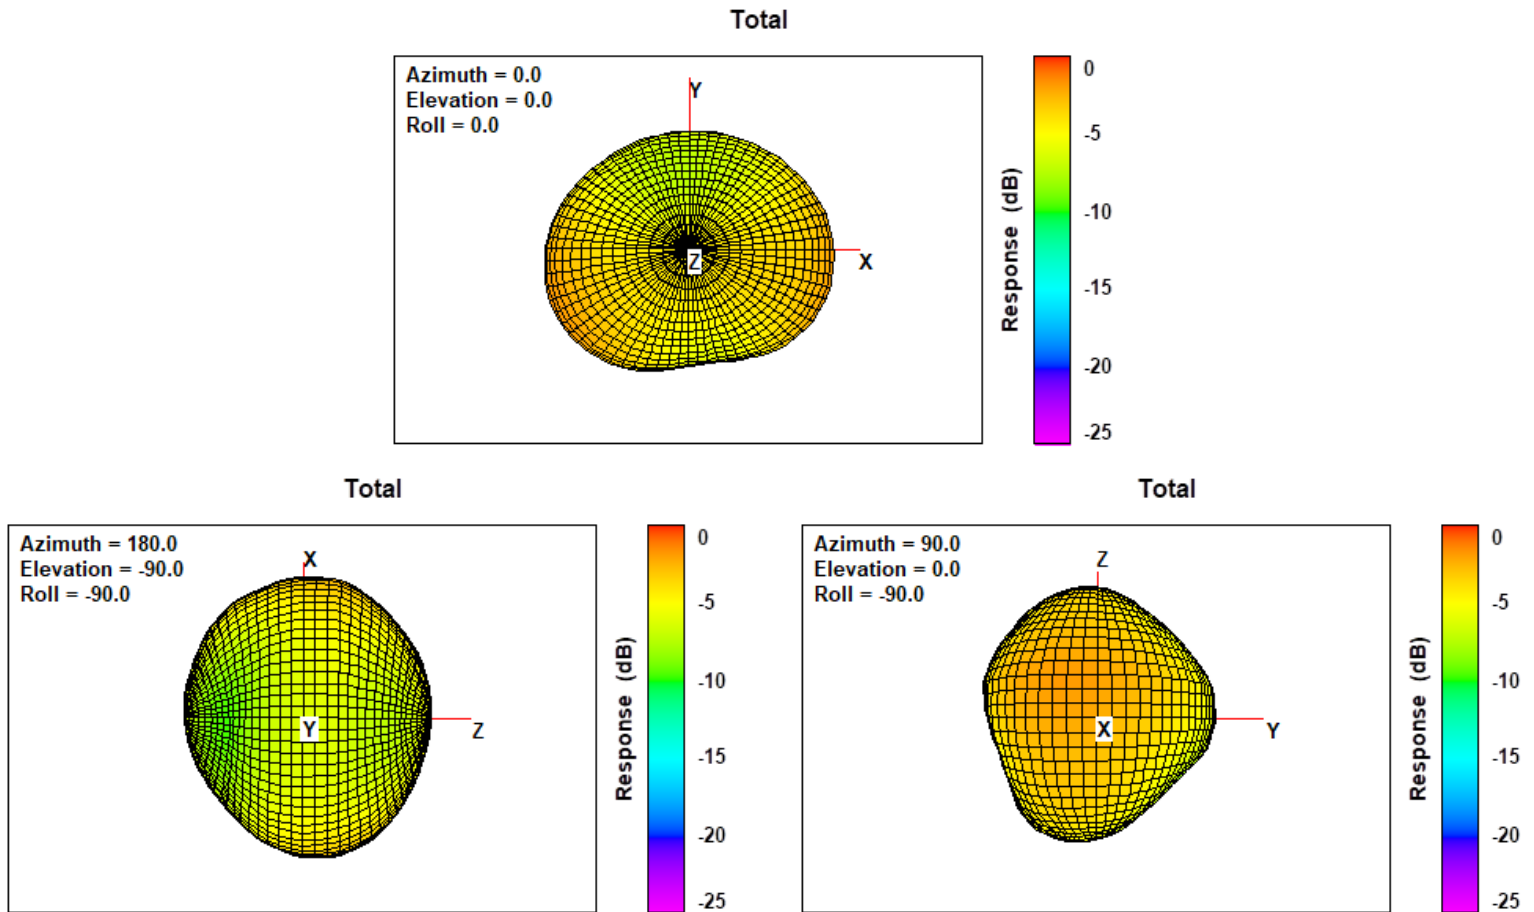 Total
Azimuth = 0.0
Elevation = 0.0
Roll = 0.0
Y
Z
X
Response (dB)
0
-5
-10
-15
-20
-25
Total
Azimuth = 180.0
Elevation = -90.0
Roll = -90.0
X
Y
Z
Response (dB)
0
-5
-10
-15
-20
-25
Total
Azimuth = 90.0
Elevation = 0.0
Roll = -90.0
Z
X
Y
Response (dB)
0
-5
-10
-15
-20
-25